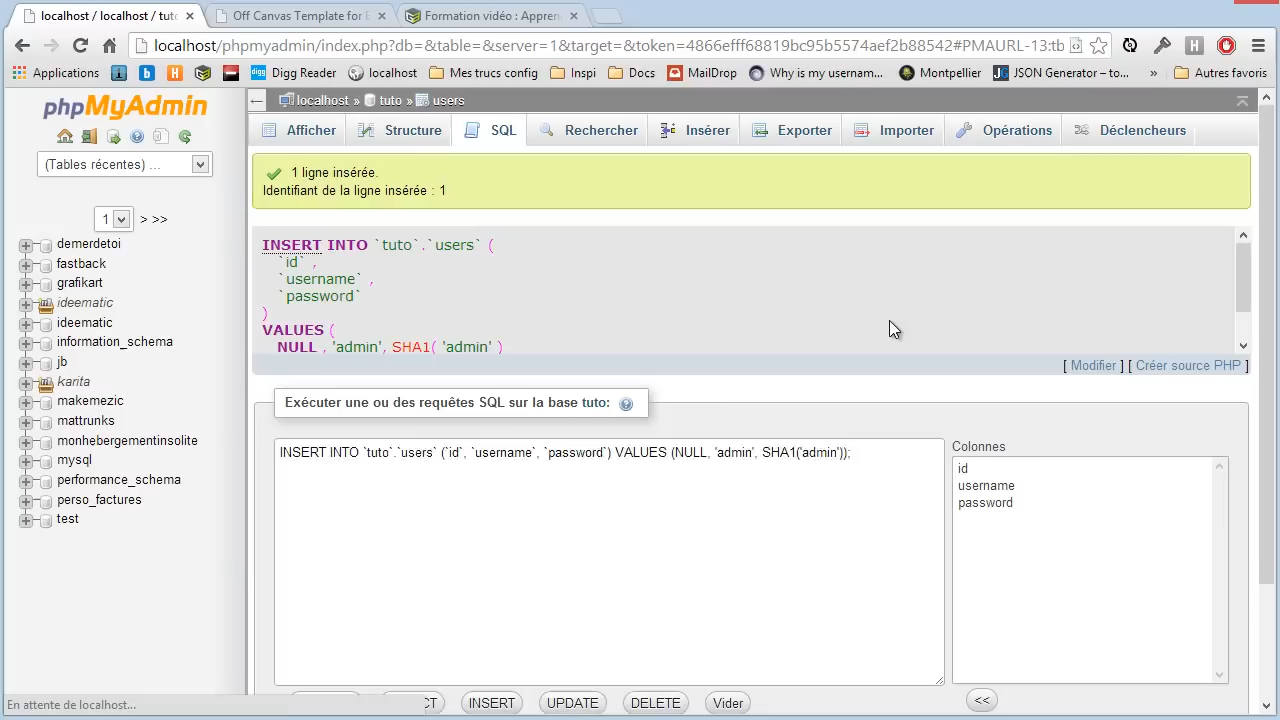 localhost / localhost / tuto
Off Canvas Template for B
Formation vidéo : Appren
localhost/phpmyadmin/index.php?db=&table=&server=1&target=&token=4866efff68819bc95b5574aef2b88542#PMAURL-13:tb
Applications
Digg Reader
localhost
Mes trucs config
Inspi
Docs
MailDrop
Why is my usernam...
Montpellier
JSON Generator – to...
»
Autres favoris
phpMyAdmin
(Tables récentes) ...
1 > >>
demerdetoi
fastback
grafikart
ideematic
ideematic
information_schema
jb
karita
makemezic
mattrunks
monhebergementinsolite
mysql
performance_schema
perso_factures
test
localhost » tuto » users
Afficher
Structure
SQL
Rechercher
Insérer
Exporter
Importer
Opérations
Déclencheurs
1 ligne insérée.
Identifiant de la ligne insérée : 1
INSERT INTO `tuto`.`users` (
`id` ,
`username` ,
`password`
)
VALUES (
NULL , 'admin', SHA1( 'admin' )
[ Modifier ] [ Créer source PHP ]
Exécuter une ou des requêtes SQL sur la base tuto:
INSERT INTO `tuto`.`users` (`id`, `username`, `password`) VALUES (NULL, 'admin', SHA1('admin'));
Colonnes
id
username
password
CT
INSERT
UPDATE
DELETE
Vider
<<
En attente de localhost...